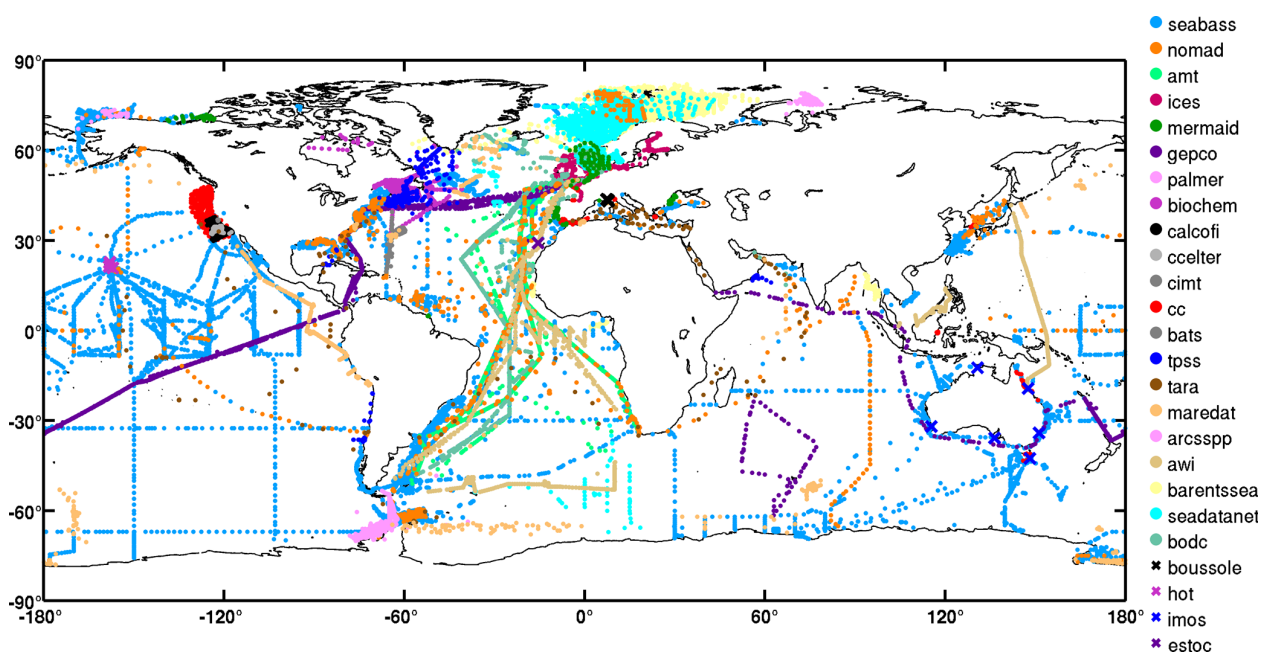 seabass
nomad
90°
amt
ices
mermaid
60°
gepco
palmer
biochem
30°
calcofi
ccelter
cimt
cc
0°
bats
tpss
tara
-30°
maredat
arcsspp
awi
barentssea
-60°
seadatanet
bodc
boussole
-90°
hot
-180° -120° -60° 0° 60° 120° 180°
imos
estoc